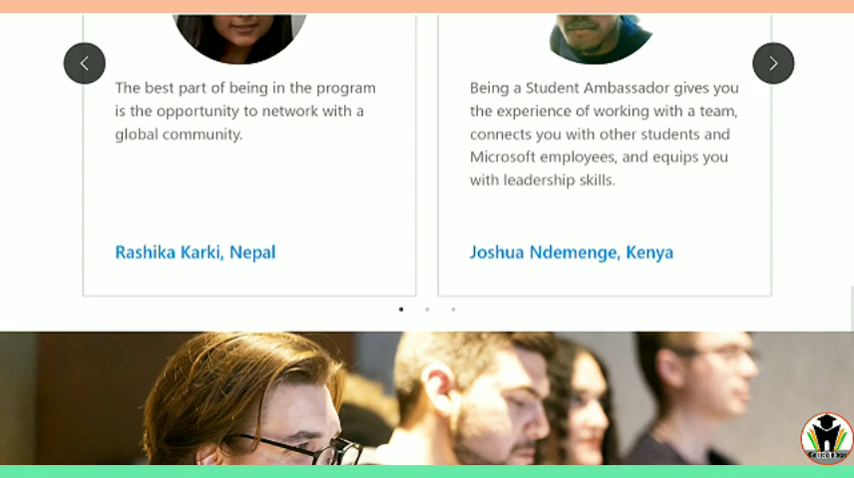 The best part of being in the program
is the opportunity to network with a
global community.
Rashika Karki, Nepal
Being a Student Ambassador gives you
the experience of working with a team,
connects you with other students and
Microsoft employees, and equips you
with leadership skills.
Joshua Ndemenge, Kenya